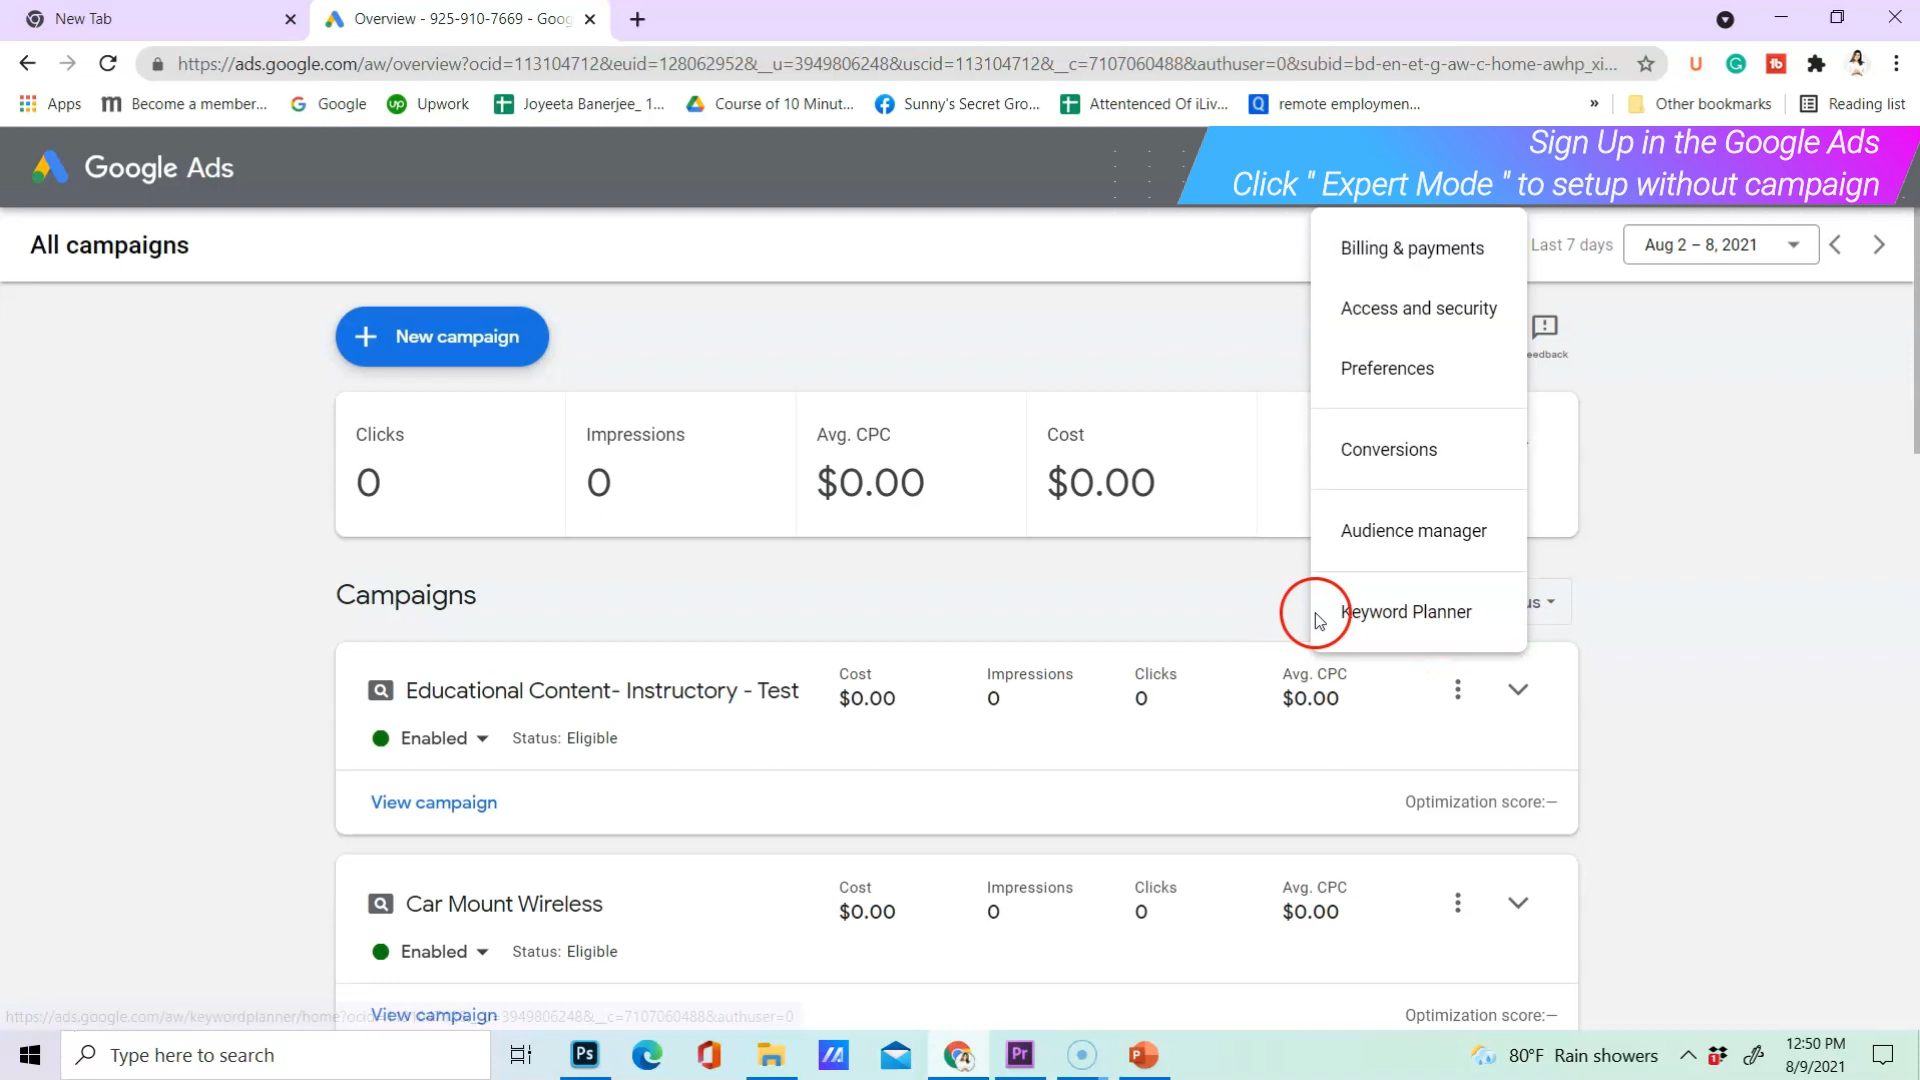 New Tab
Overview - 925-910-7669 - Goog
https://ads.google.com/aw/overview?ocid=113104712&euid=128062952&__u=3949806248&uscid=113104712&__c=7107060488&authuser=0&subid=bd-en-et-g-aw-c-home-awhp_xi...
Apps
Become a member...
Google
Upwork
Joyeeta Banerjee_ 1...
Course of 10 Minut...
Sunny's Secret Gro...
Attentenced Of iLiv...
remote employmen...
»
Other bookmarks
Reading list
Google Ads
Sign Up in the Google Ads
Click " Expert Mode " to setup without campaign
All campaigns
Last 7 days
Aug 2 – 8, 2021
Billing & payments
Access and security
Preferences
Conversions
Audience manager
Keyword Planner
eedback
New campaign
Clicks
0
Impressions
0
Avg. CPC
$0.00
Cost
$0.00
Campaigns
us
Educational Content- Instructory - Test
Cost
$0.00
Impressions
0
Clicks
0
Avg. CPC
$0.00
Enabled
Status: Eligible
View campaign
Optimization score:–
Car Mount Wireless
Cost
$0.00
Impressions
0
Clicks
0
Avg. CPC
$0.00
Enabled
Status: Eligible
View campaign
Optimization score:–
Type here to search
80°F Rain showers
12:50 PM
8/9/2021